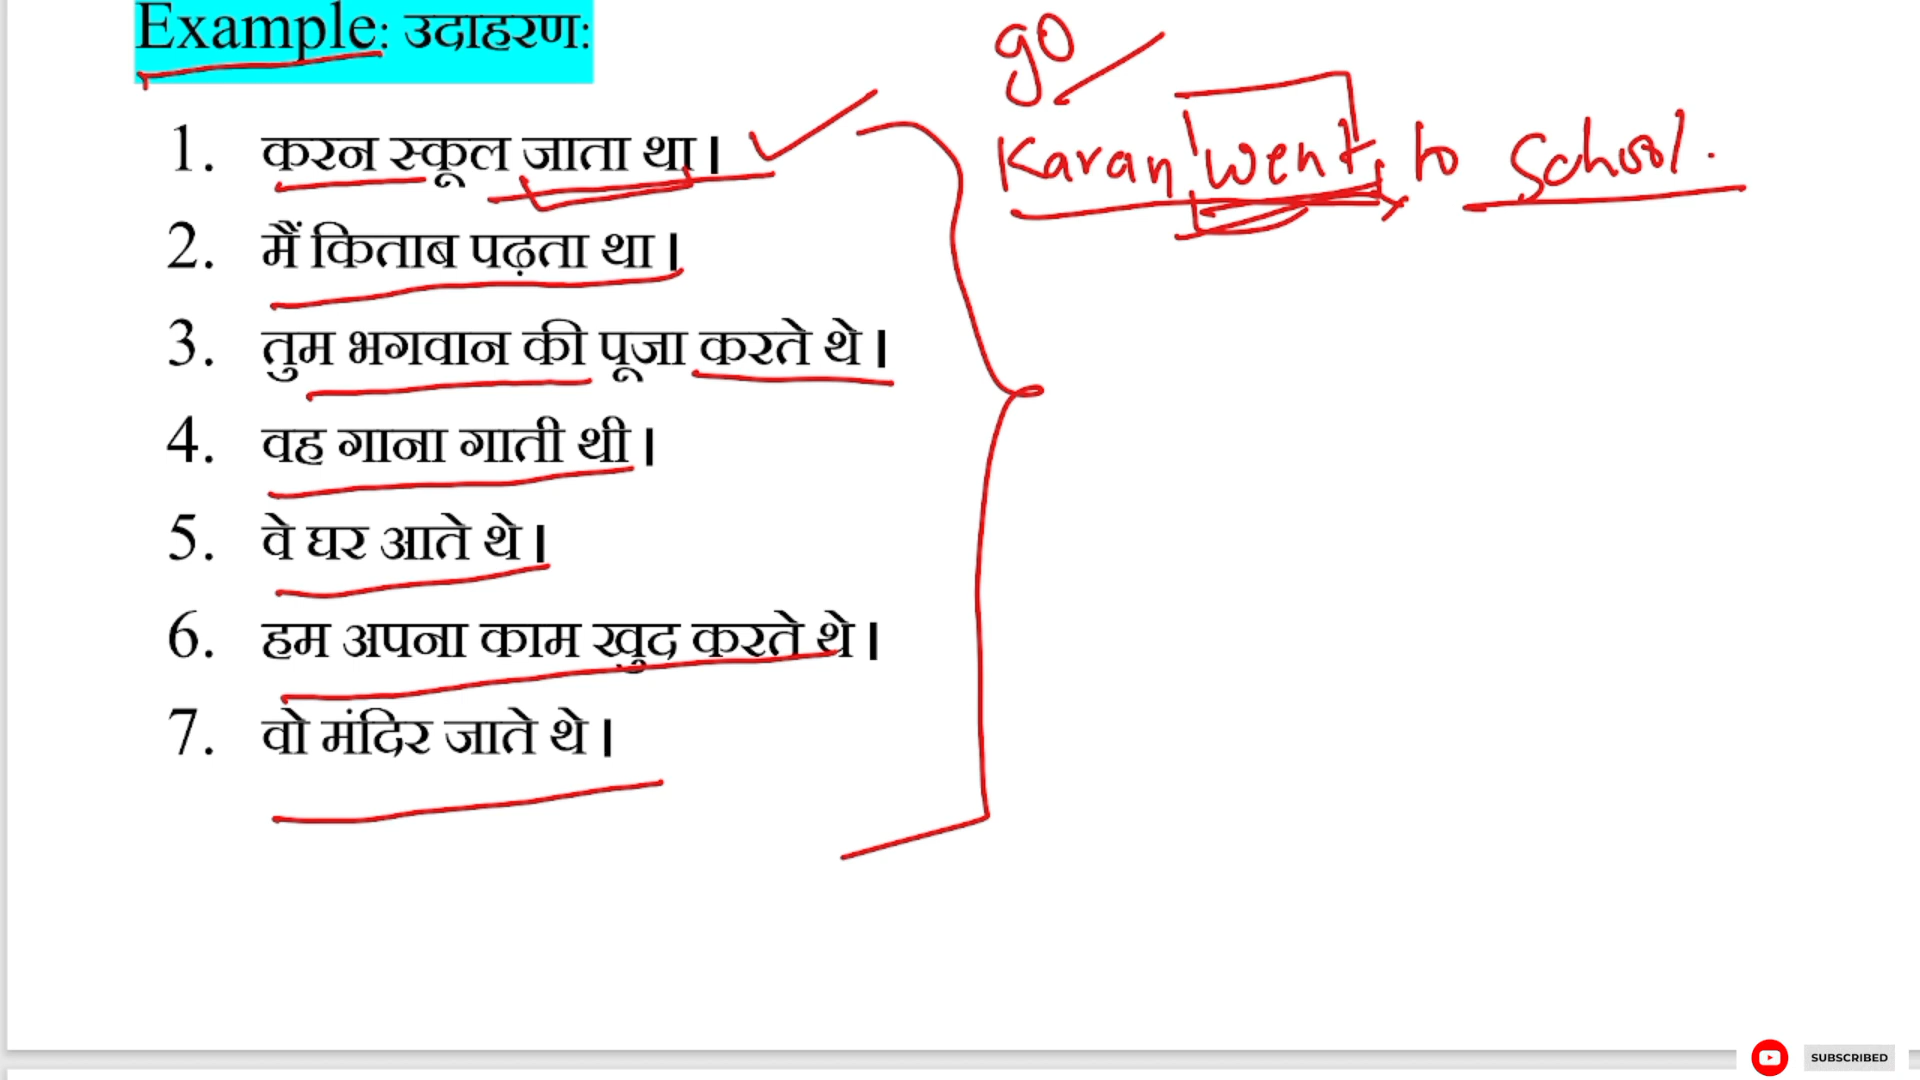 Example: उदाहरण:
1. करन स्कूल जाता था।
2. मैं किताब पढ़ता था।
3. तुम भगवान की पूजा करते थे।
4. वह गाना गाती थी।
5. वे घर आते थे।
6. हम अपना काम खुद करते थे।
7. वो मंदिर जाते थे।
go
Karan went to School.
SUBSCRIBED